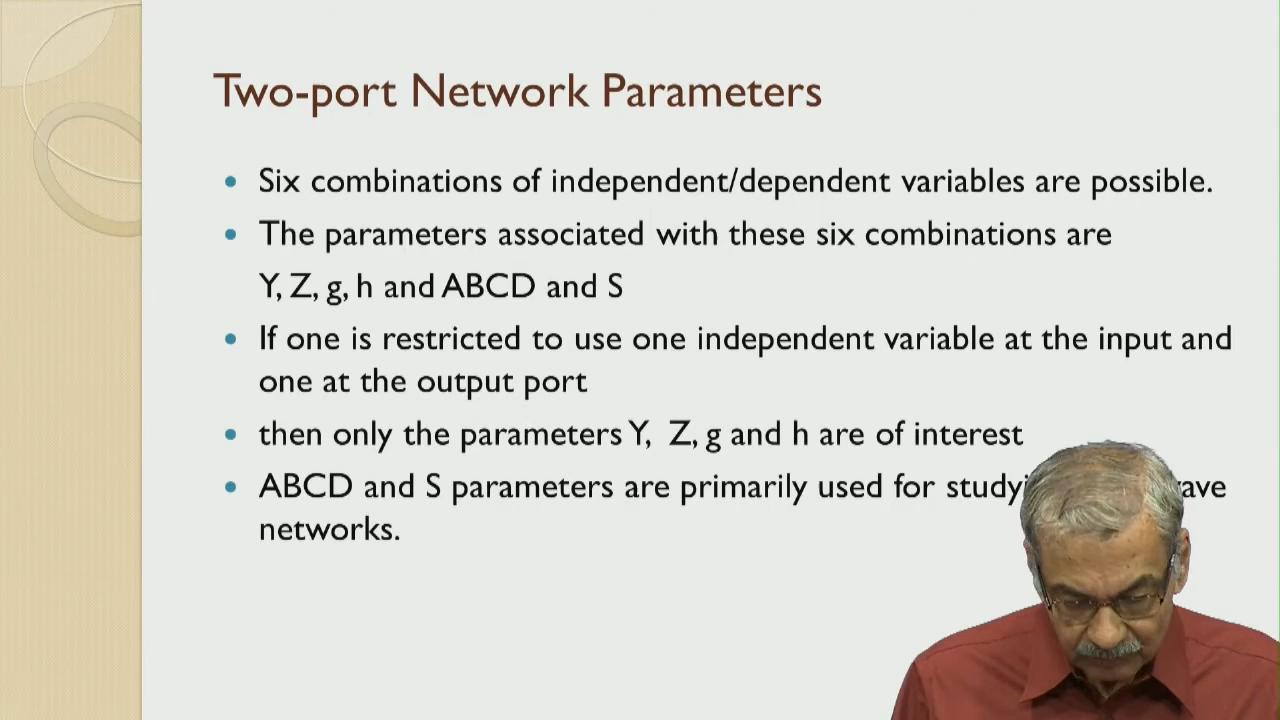 Two-port Network Parameters
• Six combinations of independent/dependent variables are possible.
• The parameters associated with these six combinations are
Y, Z, g, h and ABCD and S
• If one is restricted to use one independent variable at the input and
one at the output port
• then only the parameters Y, Z, g and h are of interest
• ABCD and S parameters are primarily used for
networks.